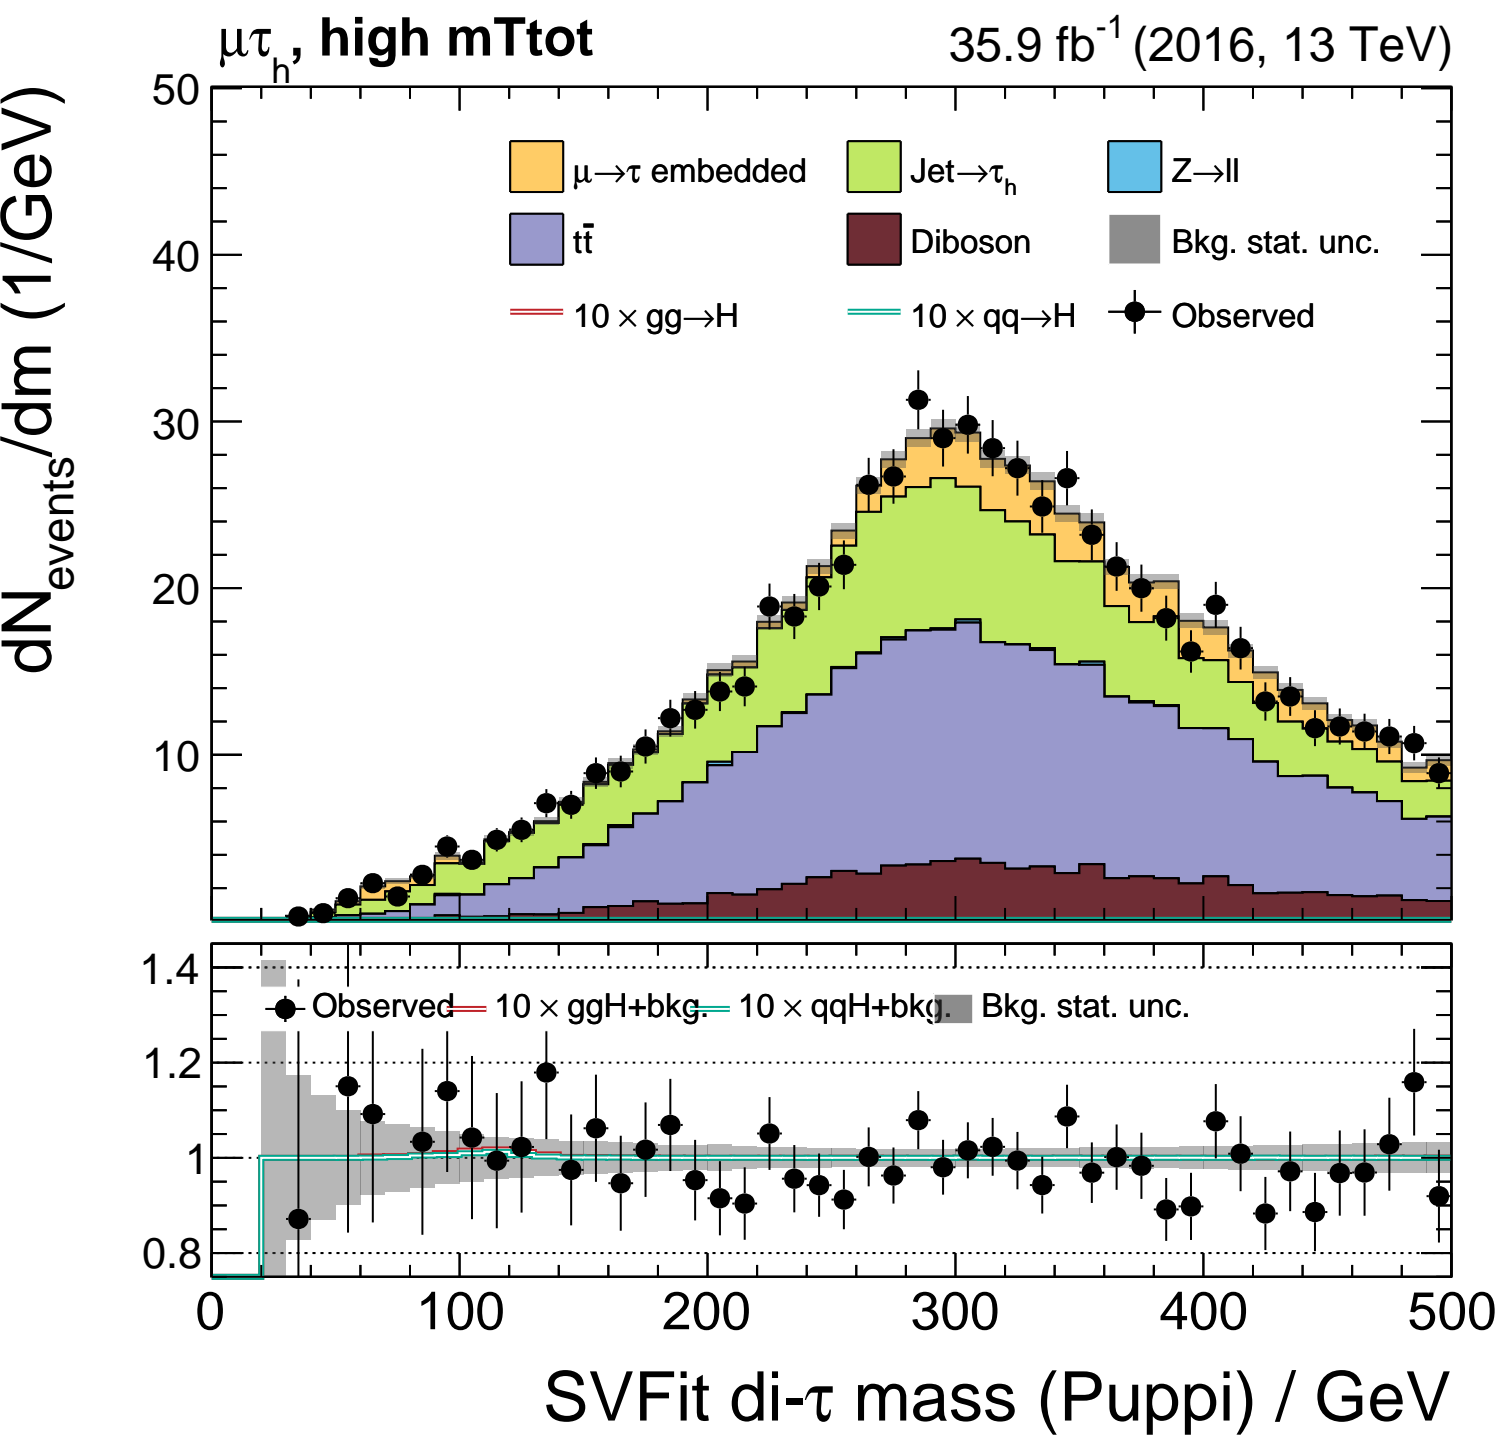 μτh, high mTtot 35.9 fb-1 (2016, 13 TeV)
dNevents/dm (1/GeV)
50
40
30
20
10
μ→τ embedded Jet→τh Z→ll
tt̄ Diboson Bkg. stat. unc.
10 × gg→H 10 × qq→H Observed
1.4
1.2
1
0.8
Observed 10 × ggH+bkg. 10 × qqH+bkg. Bkg. stat. unc.
0 100 200 300 400 500
SVFit di-τ mass (Puppi) / GeV